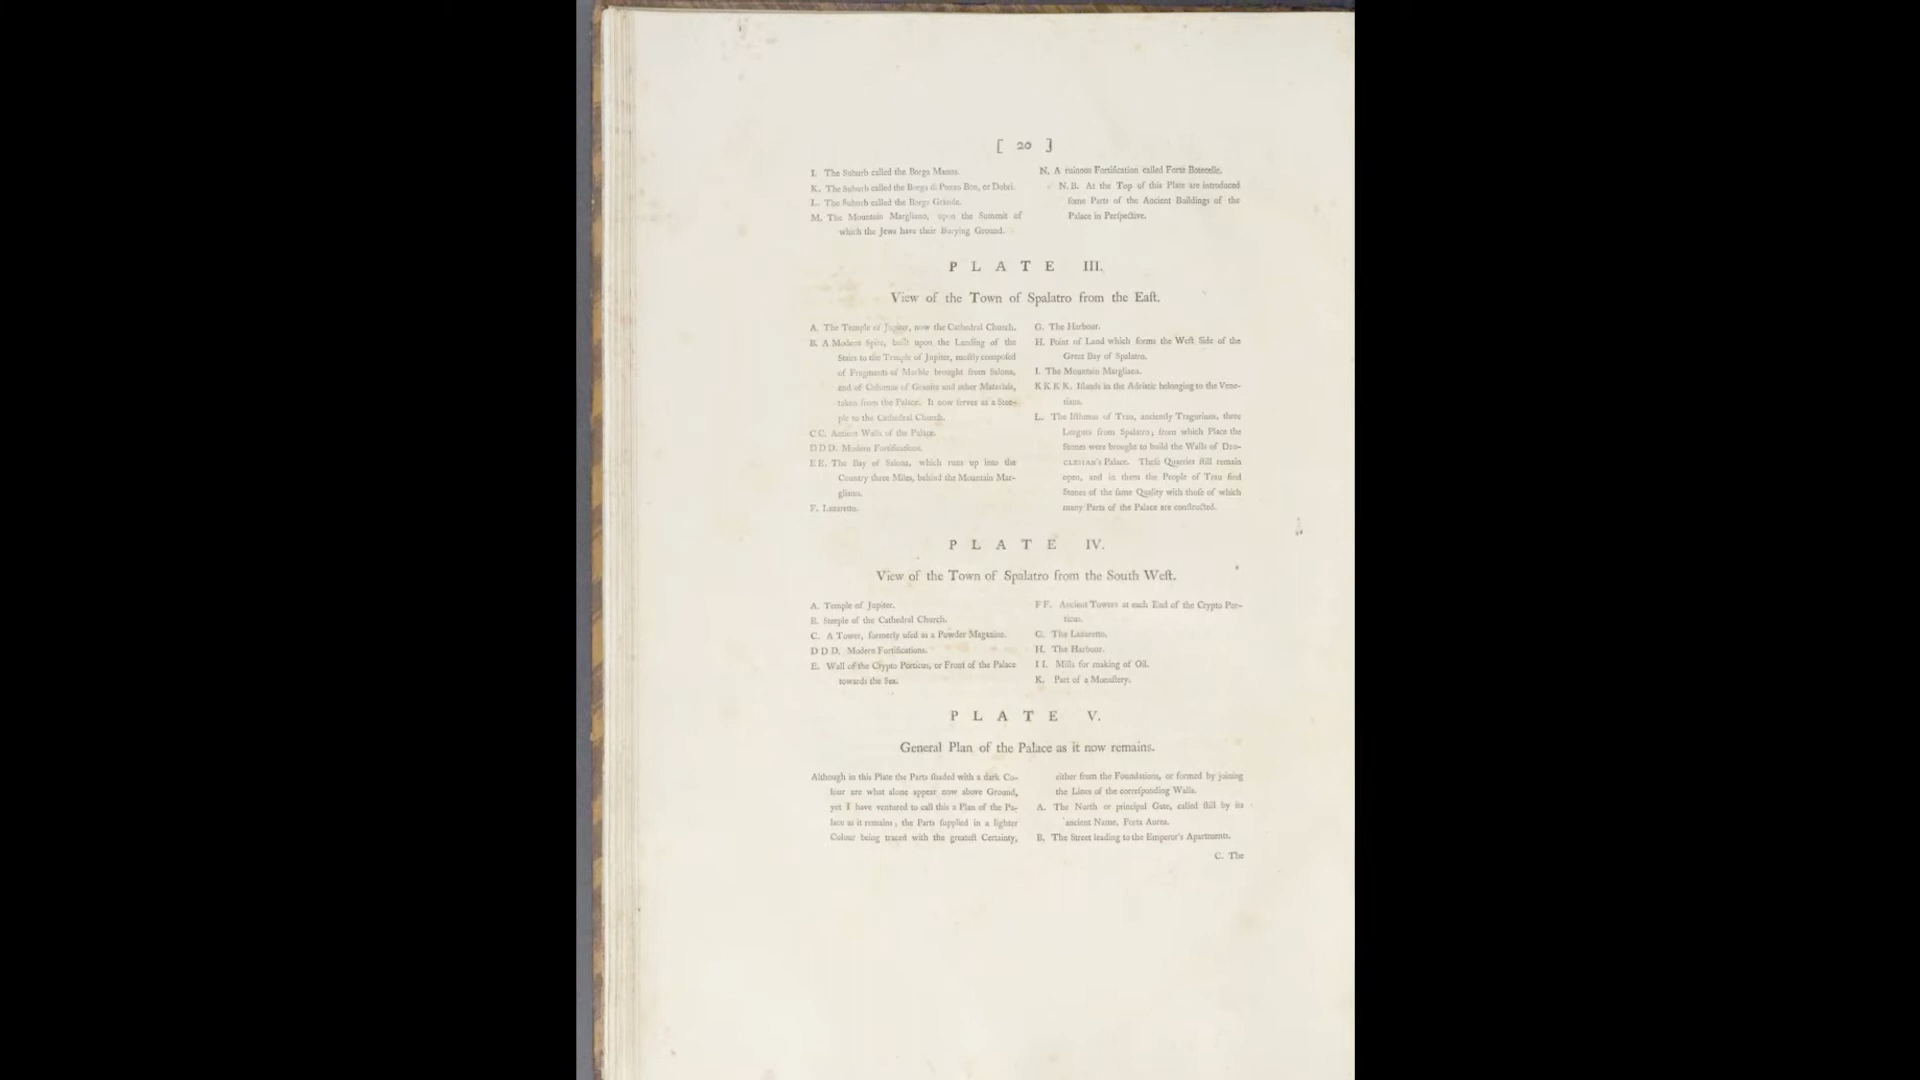 [ 20 ]
I. The Suburb called the Borgo Manus.
K. The Suburb called the Borgo di Pozzo Bon, or Dobri.
L. The Suburb called the Borgo Grande.
M. The Mountain Margliano, upon the Summit of
which the Jews have their Burying Ground.
N. A ruinous Fortification called Forte Botecelle.
N. B. At the Top of this Plate are introduced
ſome Parts of the Ancient Buildings of the
Palace in Perſpective.
PLATE III.
View of the Town of Spalatro from the Eaſt.
A. The Temple of Jupiter, now the Cathedral Church.
B. A Modern Spire, built upon the Landing of the
Stairs to the Temple of Jupiter, moſtly compoſed
of Fragments of Marble brought from Salona,
and of Columns of Granite and other Materials,
taken from the Palace. It now ſerves as a Stee-
ple to the Cathedral Church.
C C. Ancient Walls of the Palace.
D D D. Modern Fortifications.
E E. The Bay of Salona, which runs up into the
Country three Miles, behind the Mountain Mar-
gliano.
F. Lazaretto.
G. The Harbour.
H. Point of Land which forms the Weſt Side of the
Great Bay of Spalatro.
I. The Mountain Margliana.
K K K K. Iſlands in the Adriatic belonging to the Vene-
tians.
L. The Iſthmus of Trau, anciently Tragurium, three
Leagues from Spalatro; from which Place the
Stones were brought to build the Walls of DIO-
CLESIAN's Palace. Theſe Quarries ſtill remain
open, and in them the People of Trau find
Stones of the ſame Quality with thoſe of which
many Parts of the Palace are conſtructed.
PLATE IV.
View of the Town of Spalatro from the South Weſt.
A. Temple of Jupiter.
B. Steeple of the Cathedral Church.
C. A Tower, formerly uſed as a Powder Magazine.
D D D. Modern Fortifications.
E. Wall of the Crypto Porticus, or Front of the Palace
towards the Sea.
F F. Ancient Towers at each End of the Crypto Por-
ticus.
G. The Lazaretto.
H. The Harbour.
I I. Mills for making of Oil.
K. Part of a Monaſtery.
PLATE V.
General Plan of the Palace as it now remains.
Although in this Plate the Parts ſhaded with a dark Co-
lour are what alone appear now above Ground,
yet I have ventured to call this a Plan of the Pa-
lace as it remains; the Parts ſupplied in a lighter
Colour being traced with the greateſt Certainty,
either from the Foundations, or formed by joining
the Lines of the correſponding Walls.
A. The North or principal Gate, called ſtill by its
ancient Name, Porta Aurea.
B. The Street leading to the Emperor's Apartments.
C. The